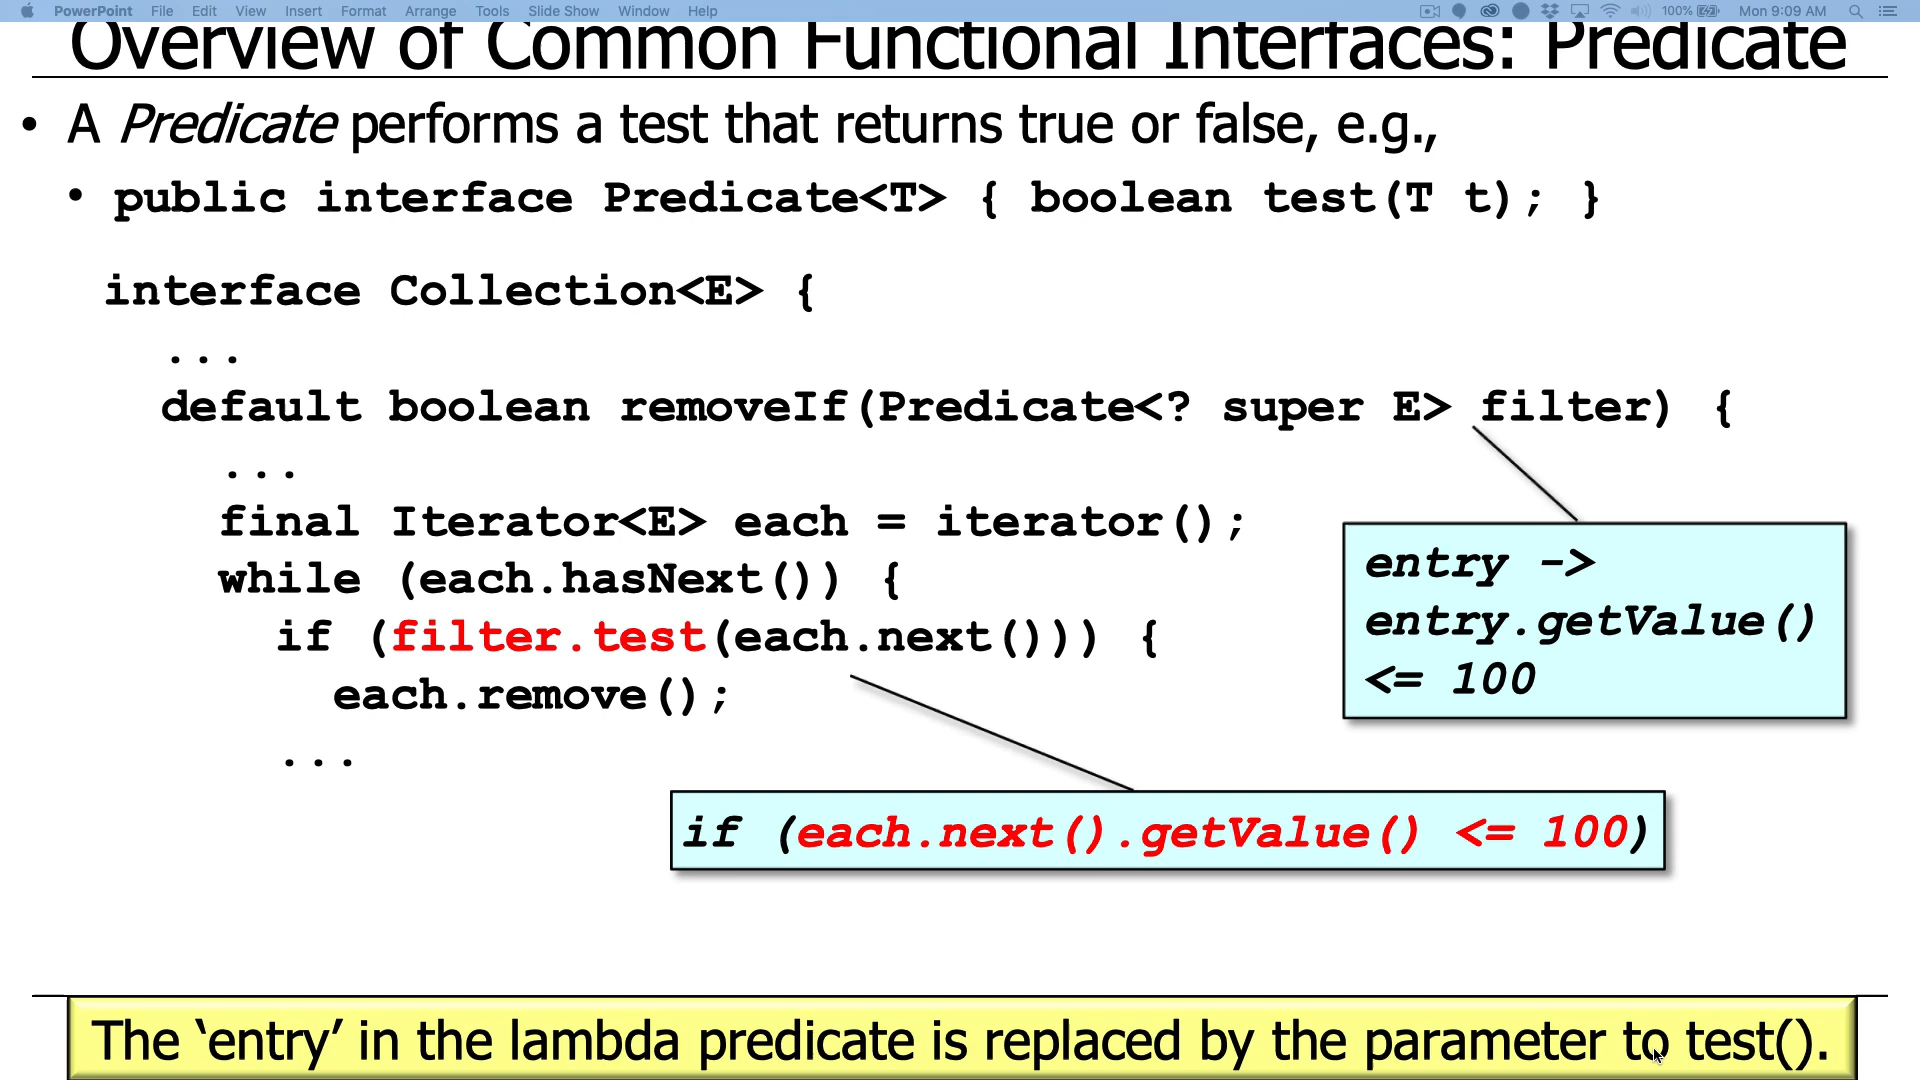 PowerPoint File Edit View Insert Format Arrange Tools Slide Show Window Help 100% Mon 9:09 AM
Overview of Common Functional Interfaces: Predicate
• A Predicate performs a test that returns true or false, e.g.,
• public interface Predicate<T> { boolean test(T t); }
interface Collection<E> {
...
default boolean removeIf(Predicate<? super E> filter) {
...
final Iterator<E> each = iterator();
while (each.hasNext()) {
if (filter.test(each.next())) {
each.remove();
...
entry ->
entry.getValue()
<= 100
if (each.next().getValue() <= 100)
The ‘entry’ in the lambda predicate is replaced by the parameter to test().